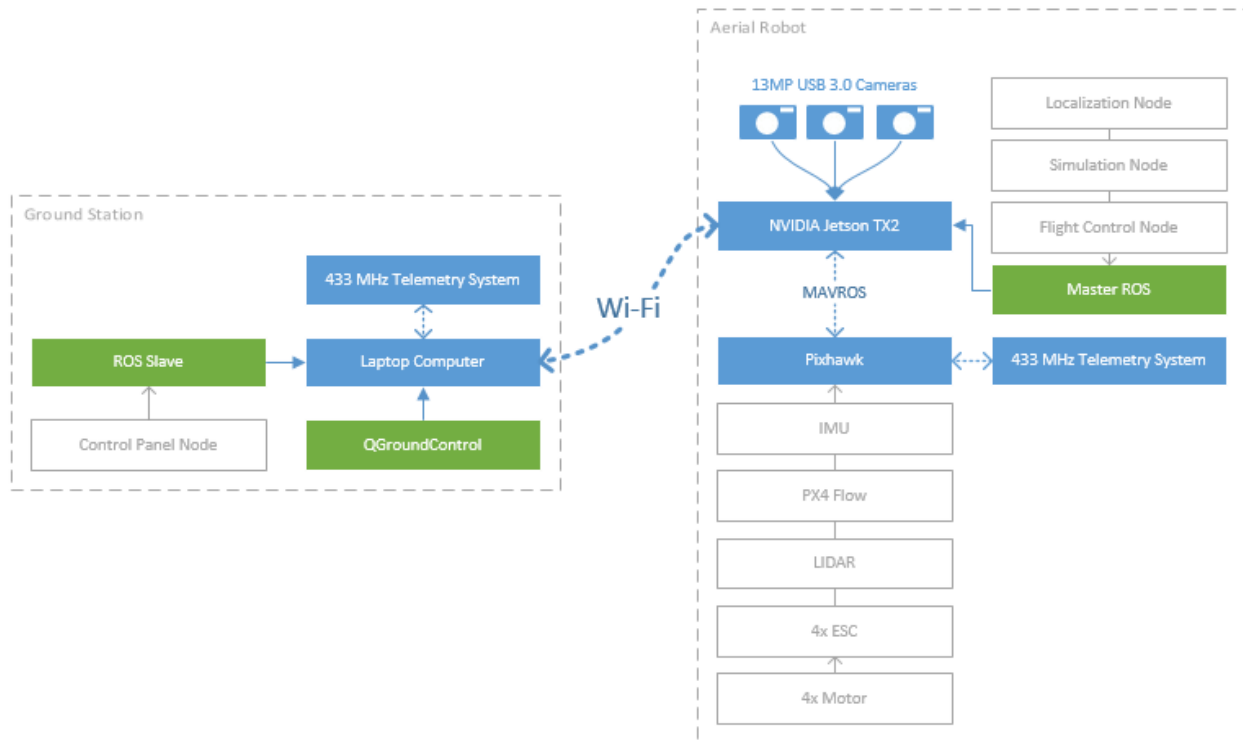 Aerial Robot
13MP USB 3.0 Cameras
Localization Node
Simulation Node
Ground Station
NVIDIA Jetson TX2
Flight Control Node
433 MHz Telemetry System
MAVROS
Master ROS
Wi-Fi
ROS Slave
Laptop Computer
Pixhawk
433 MHz Telemetry System
Control Panel Node
QGroundControl
IMU
PX4 Flow
LIDAR
4x ESC
4x Motor